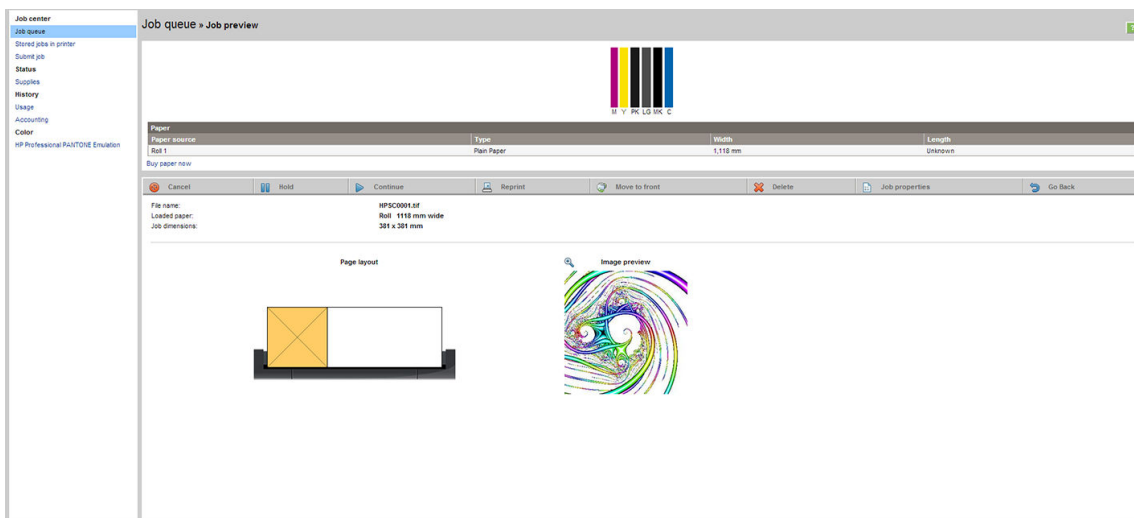 Job center
Job queue
Stored jobs in printer
Submit job
Status
Supplies
History
Usage
Accounting
Color
HP Professional PANTONE Emulation
Job queue » Job preview
M Y PK LG MK C
Paper
Paper source Type Width Length
Roll 1 Plain Paper 1,118 mm Unknown
Buy paper now
Cancel Hold Continue Reprint Move to front Delete Job properties Go Back
File name: HPSC0001.tif
Loaded paper: Roll 1118 mm wide
Job dimensions: 381 x 381 mm
Page layout Image preview